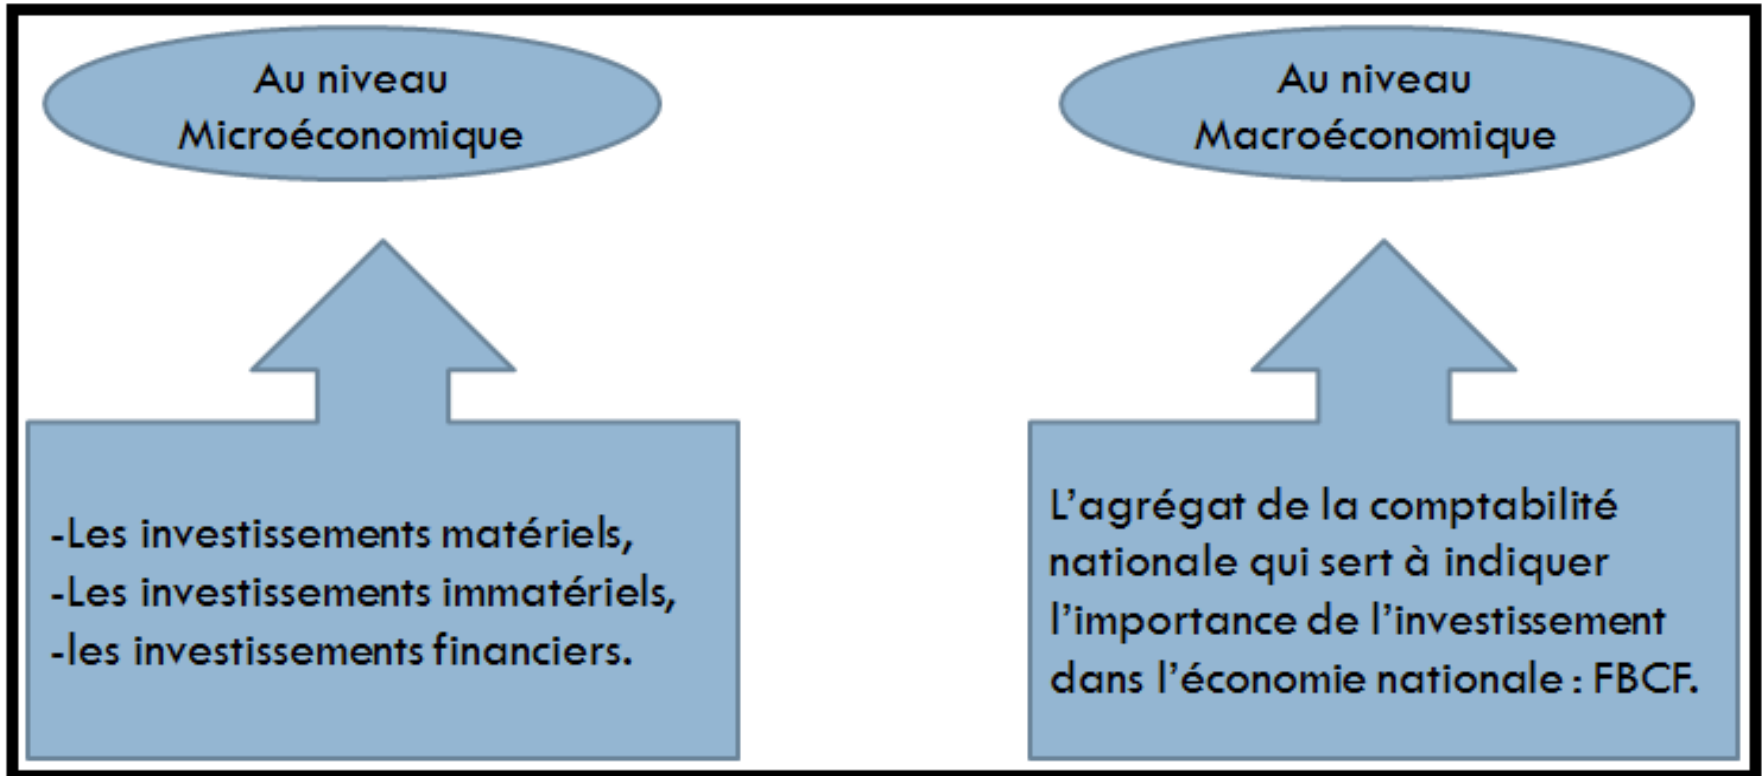 Au niveau
Microéconomique
Au niveau
Macroéconomique
-Les investissements matériels,
-Les investissements immatériels,
-les investissements financiers.
L'agrégat de la comptabilité
nationale qui sert à indiquer
l'importance de l'investissement
dans l'économie nationale : FBCF.